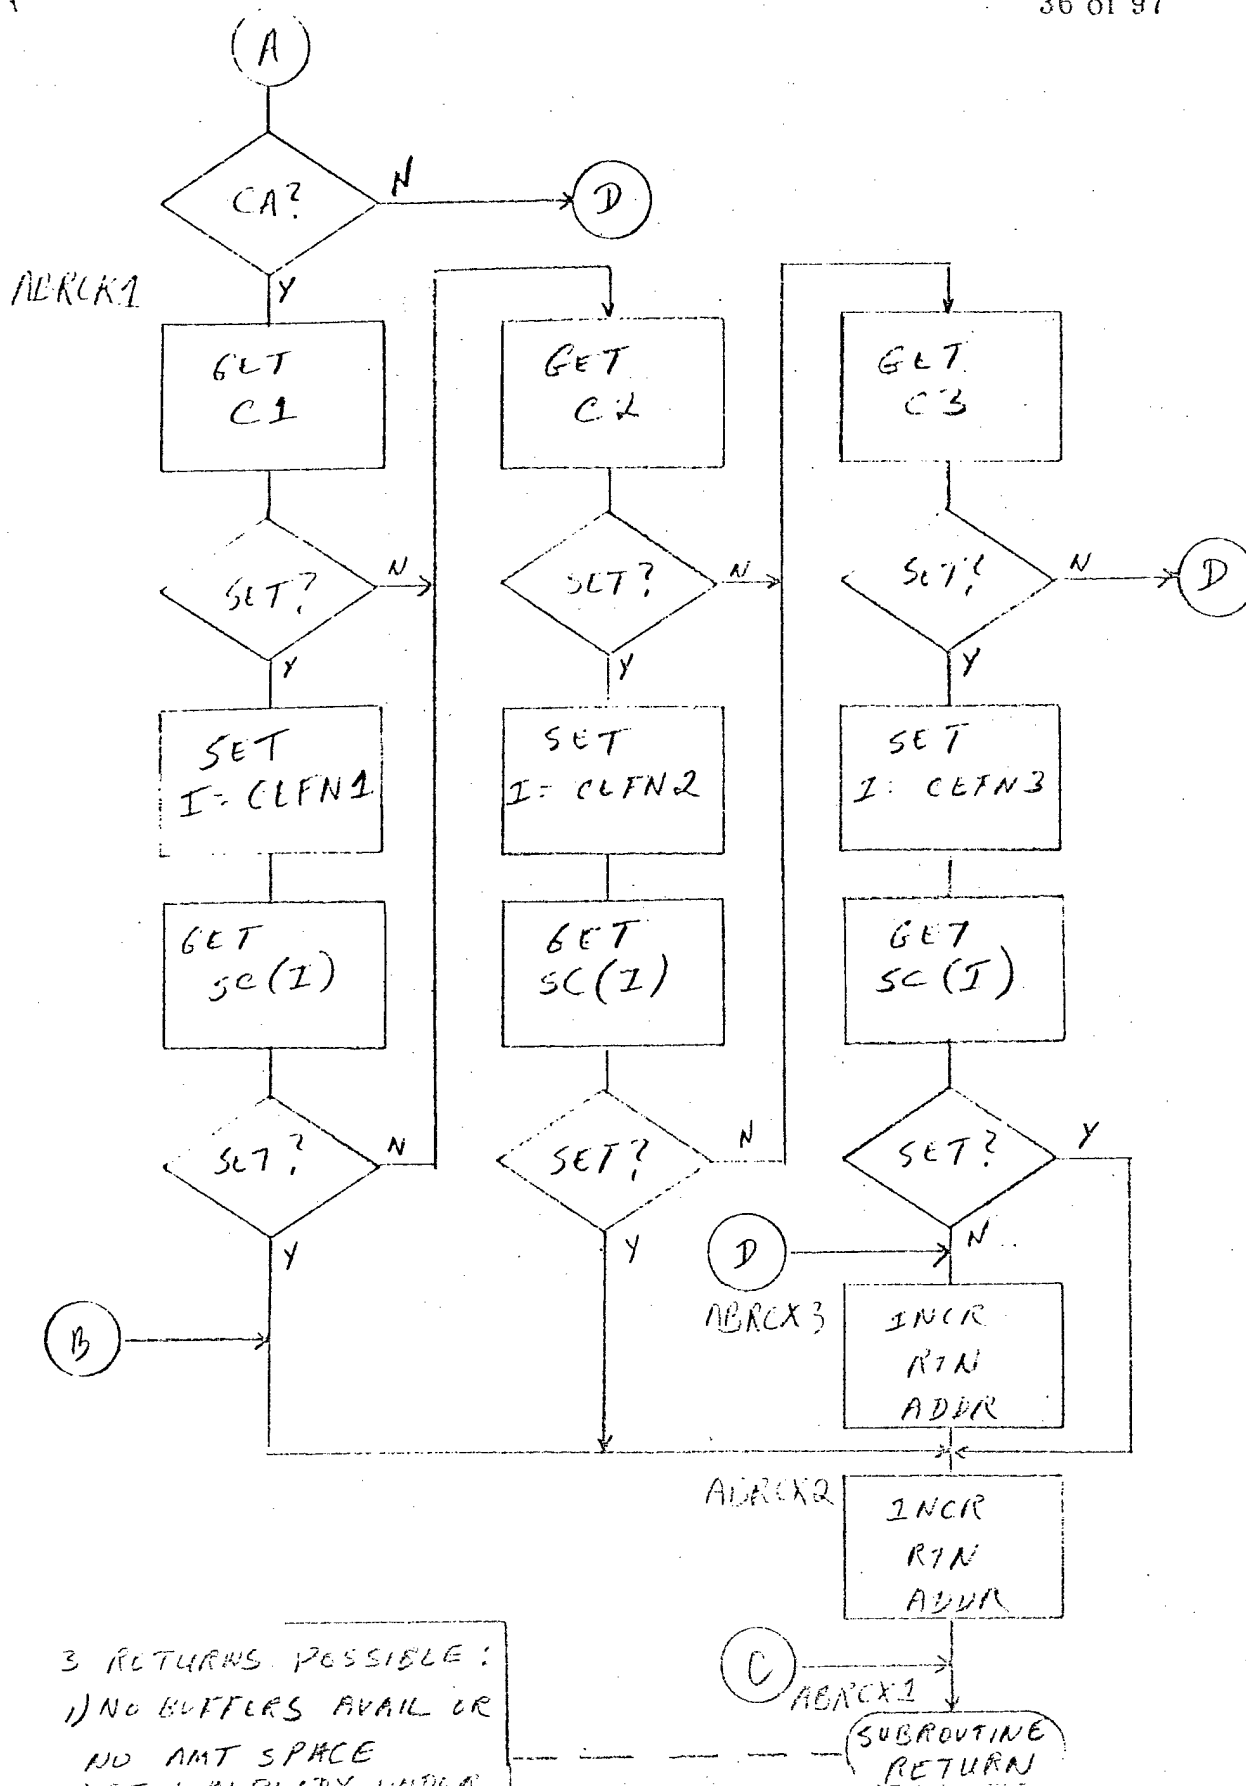 36 of 97
A
CA?
N
D
Y
ABRCK1
GET
C1
GET
C2
GET
C3
SET?
N
SET?
N
SET?
N
D
Y
Y
Y
SET
I= CLFN1
SET
I= CLFN2
SET
I= CLFN3
GET
SC(I)
GET
SC(I)
GET
SC(I)
SET?
N
SET?
N
SET?
Y
Y
Y
N
D
ABRCX3
B
INCR
RTN
ADDR
ABRCX2
INCR
RTN
ADDR
C
ABRCX1
SUBROUTINE
RETURN
3 RETURNS POSSIBLE:
1) NO BUFFERS AVAIL OR
NO AMT SPACE
ALREADY UNDER